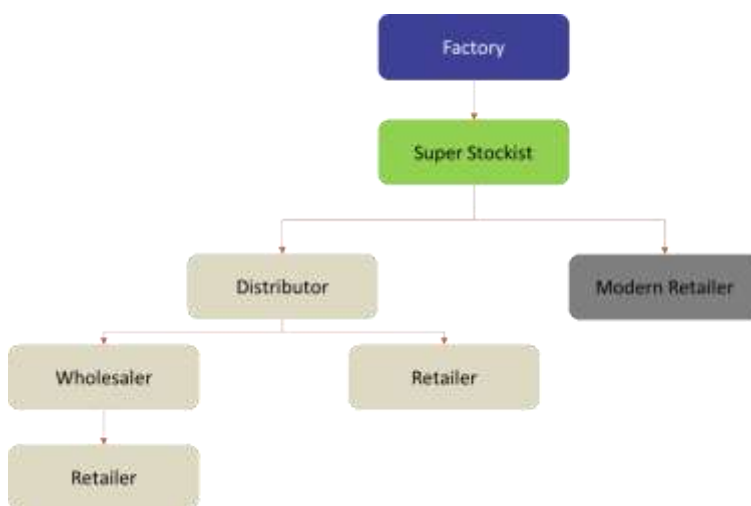 Factory
Super Stockist
Distributor
Modern Retailer
Wholesaler
Retailer
Retailer